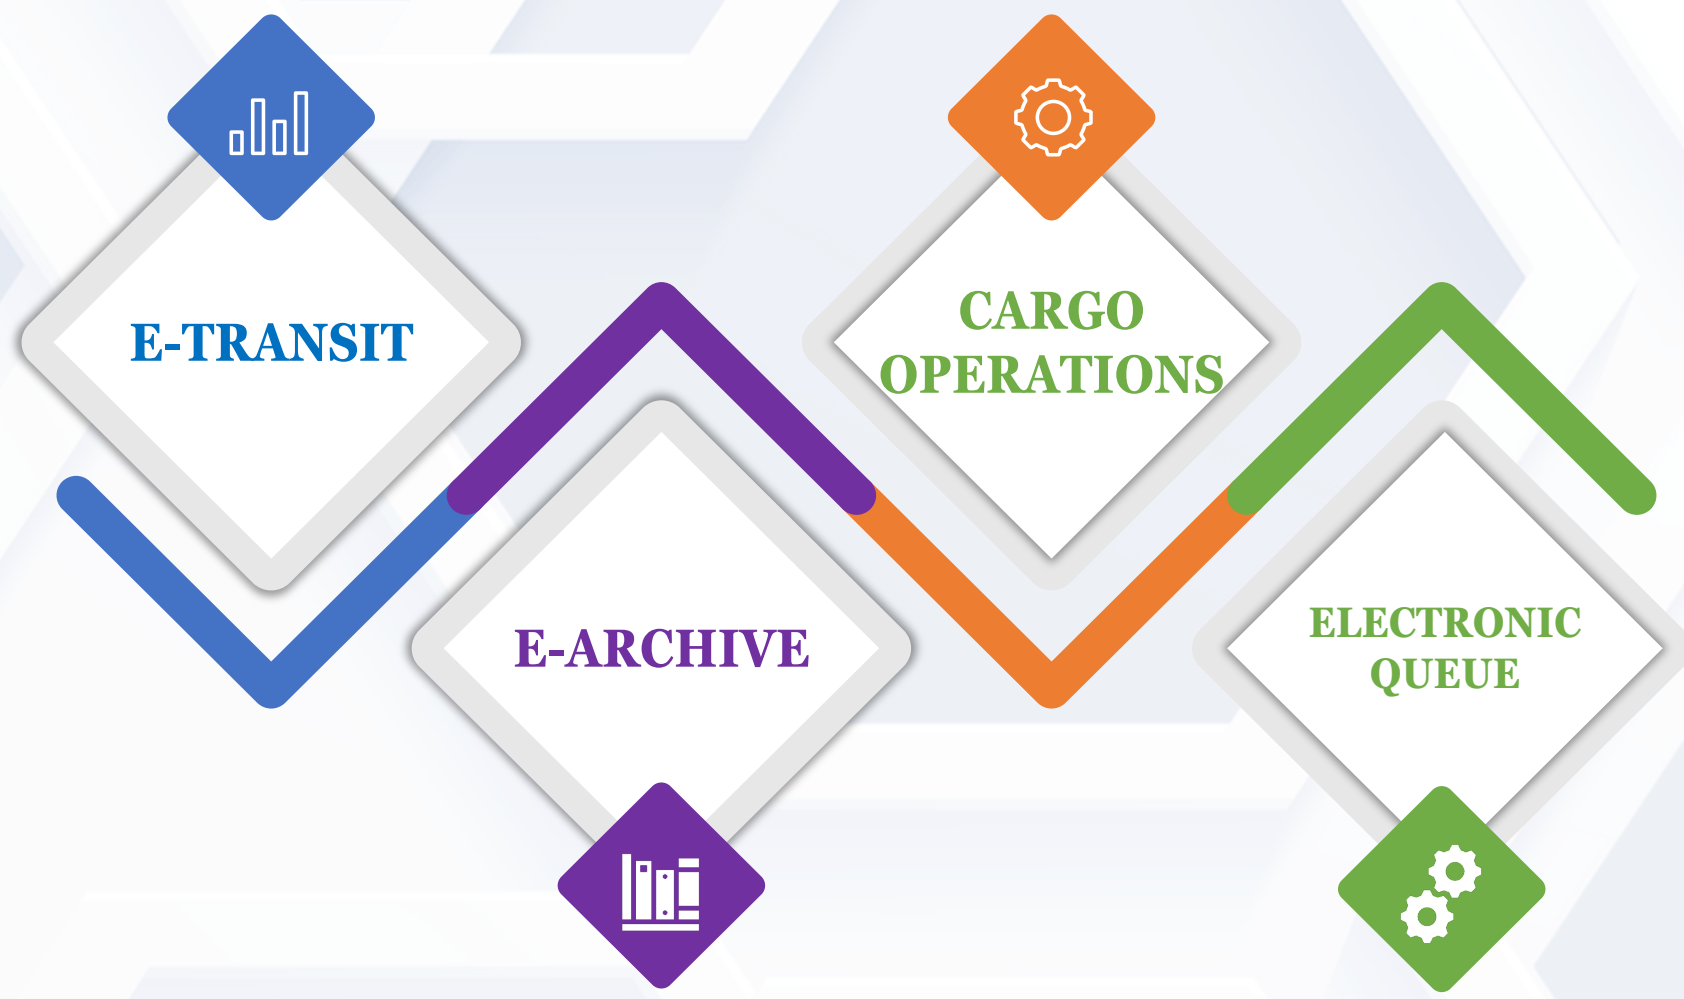 E-TRANSIT
CARGO
OPERATIONS
E-ARCHIVE
ELECTRONIC
QUEUE